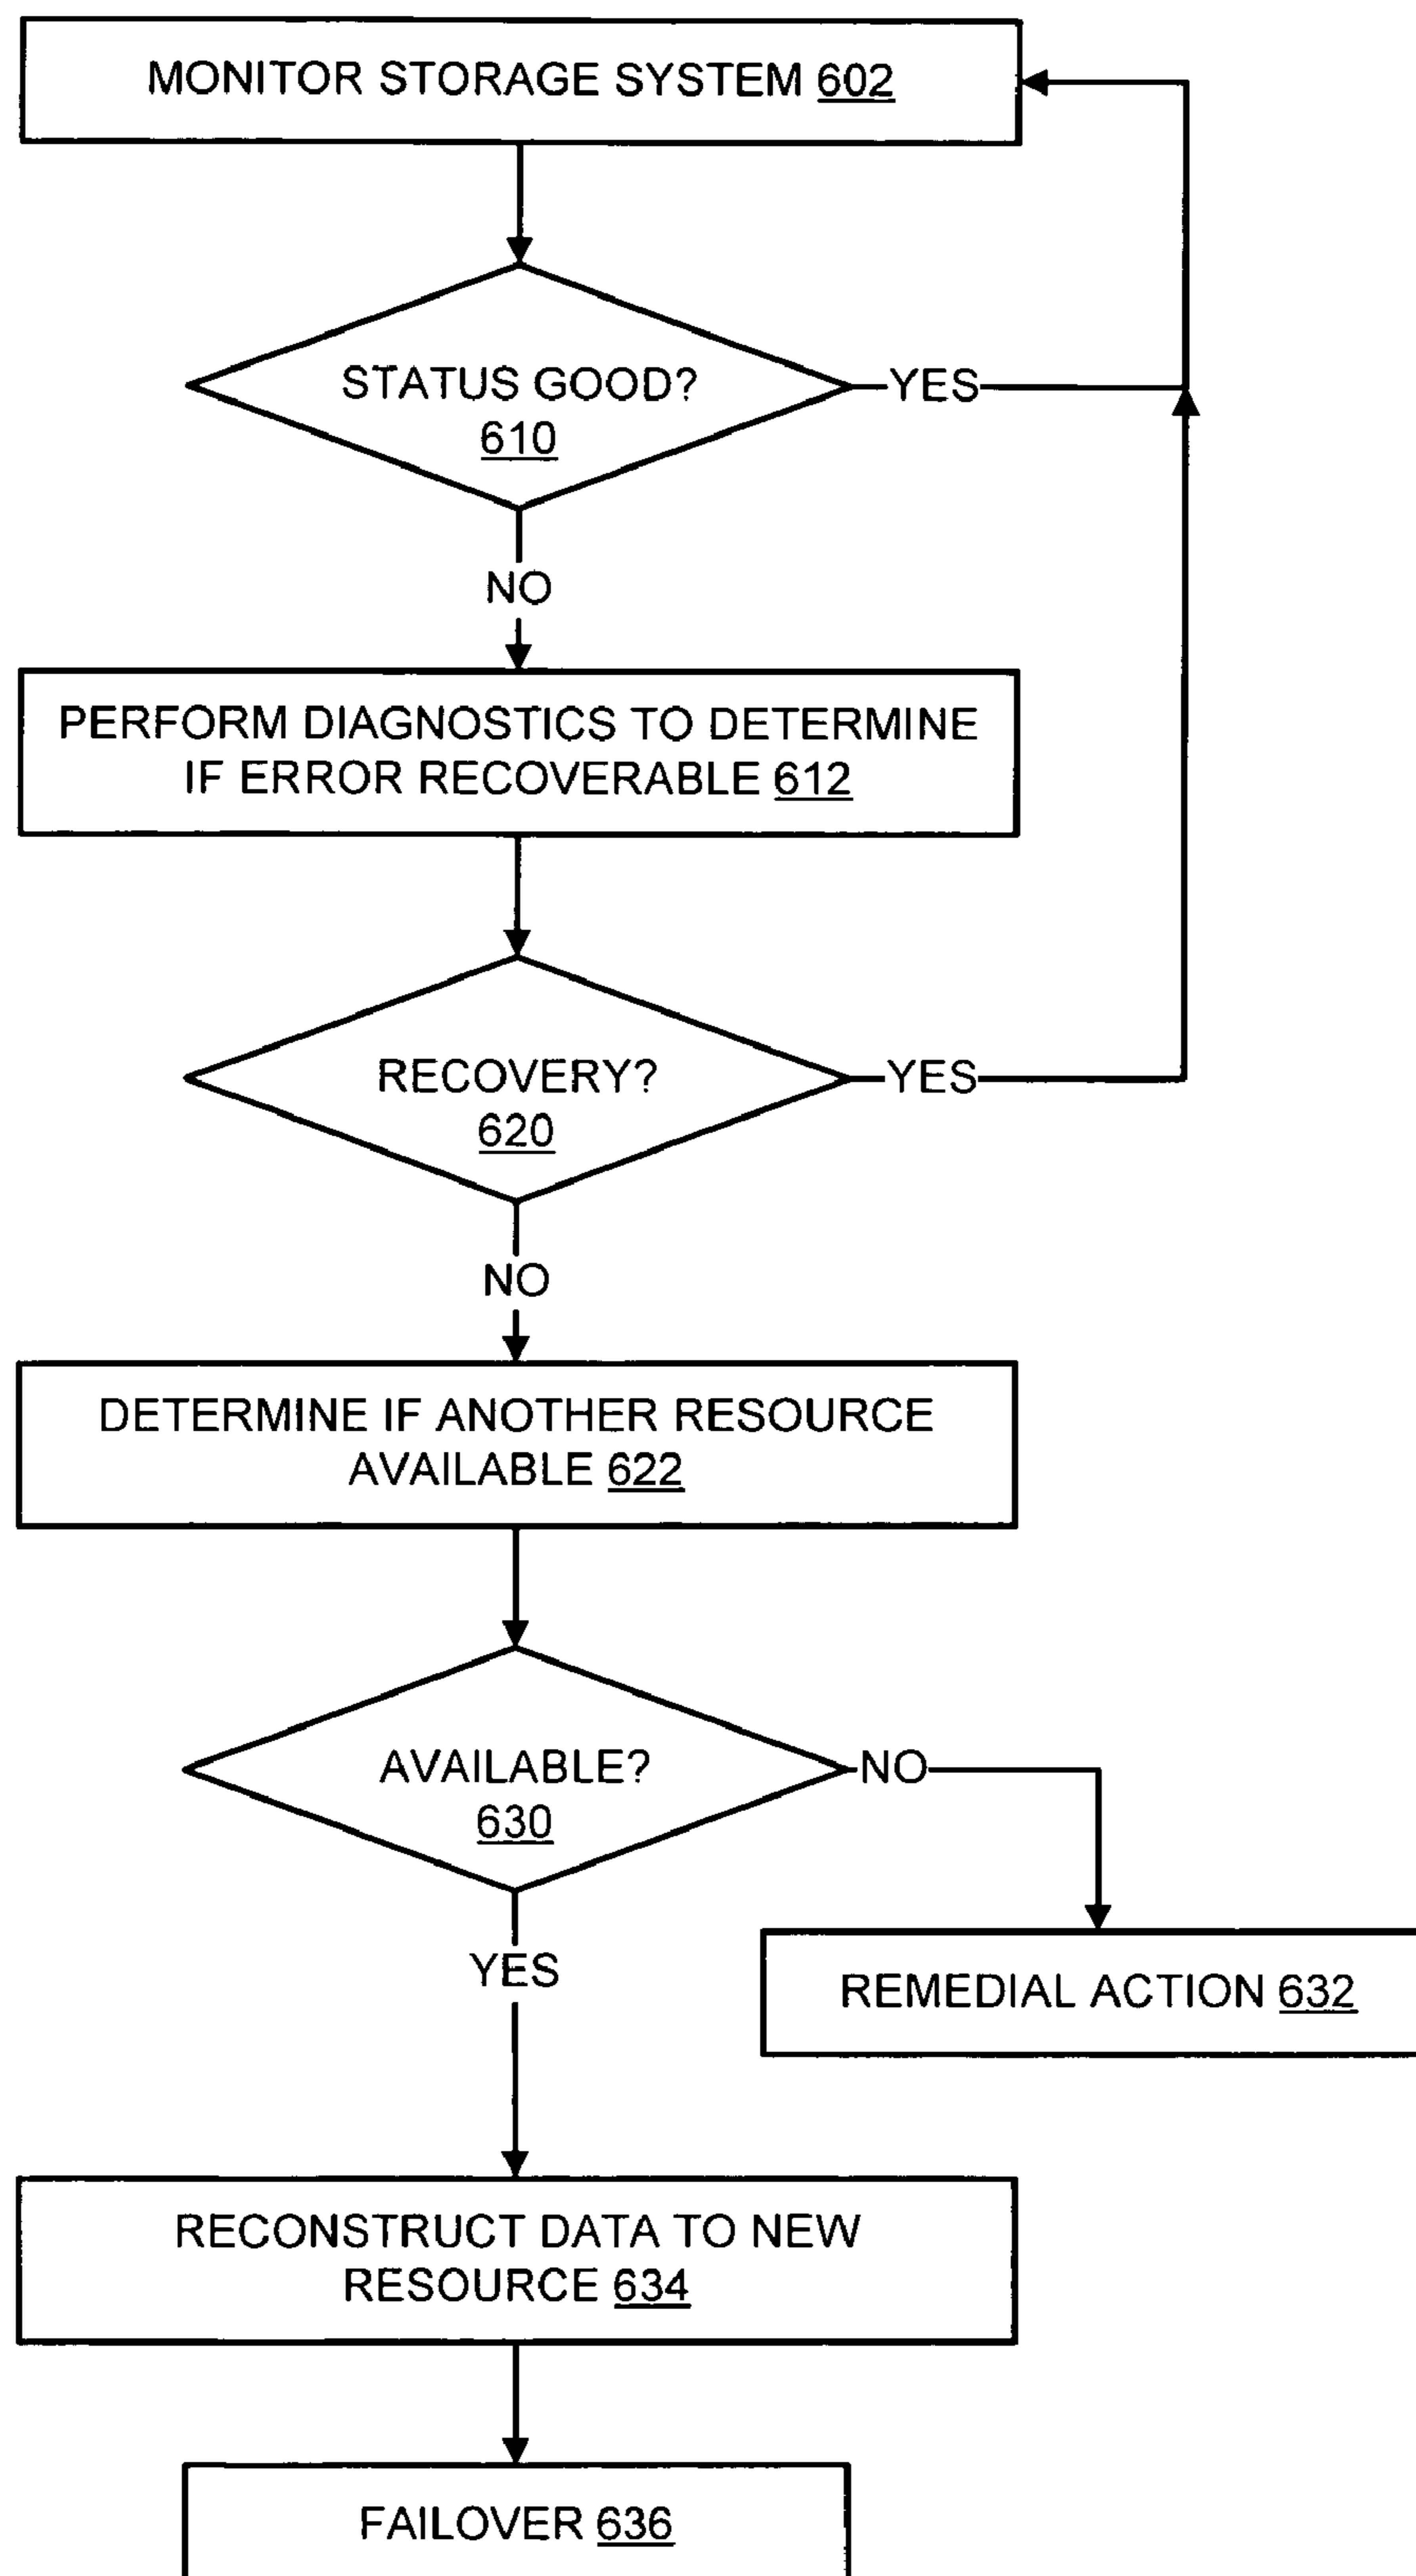 MONITOR STORAGE SYSTEM 602
STATUS GOOD?
610
YES
NO
PERFORM DIAGNOSTICS TO DETERMINE
IF ERROR RECOVERABLE 612
RECOVERY?
620
YES
NO
DETERMINE IF ANOTHER RESOURCE
AVAILABLE 622
AVAILABLE?
630
NO
YES
REMEDIAL ACTION 632
RECONSTRUCT DATA TO NEW
RESOURCE 634
FAILOVER 636